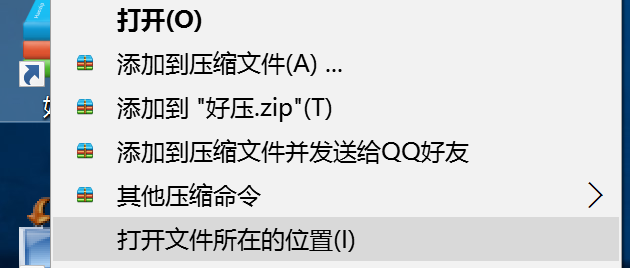 打开(O)
添加到压缩文件(A) ...
添加到 "好压.zip"(T)
添加到压缩文件并发送给QQ好友
其他压缩命令
打开文件所在的位置(I)